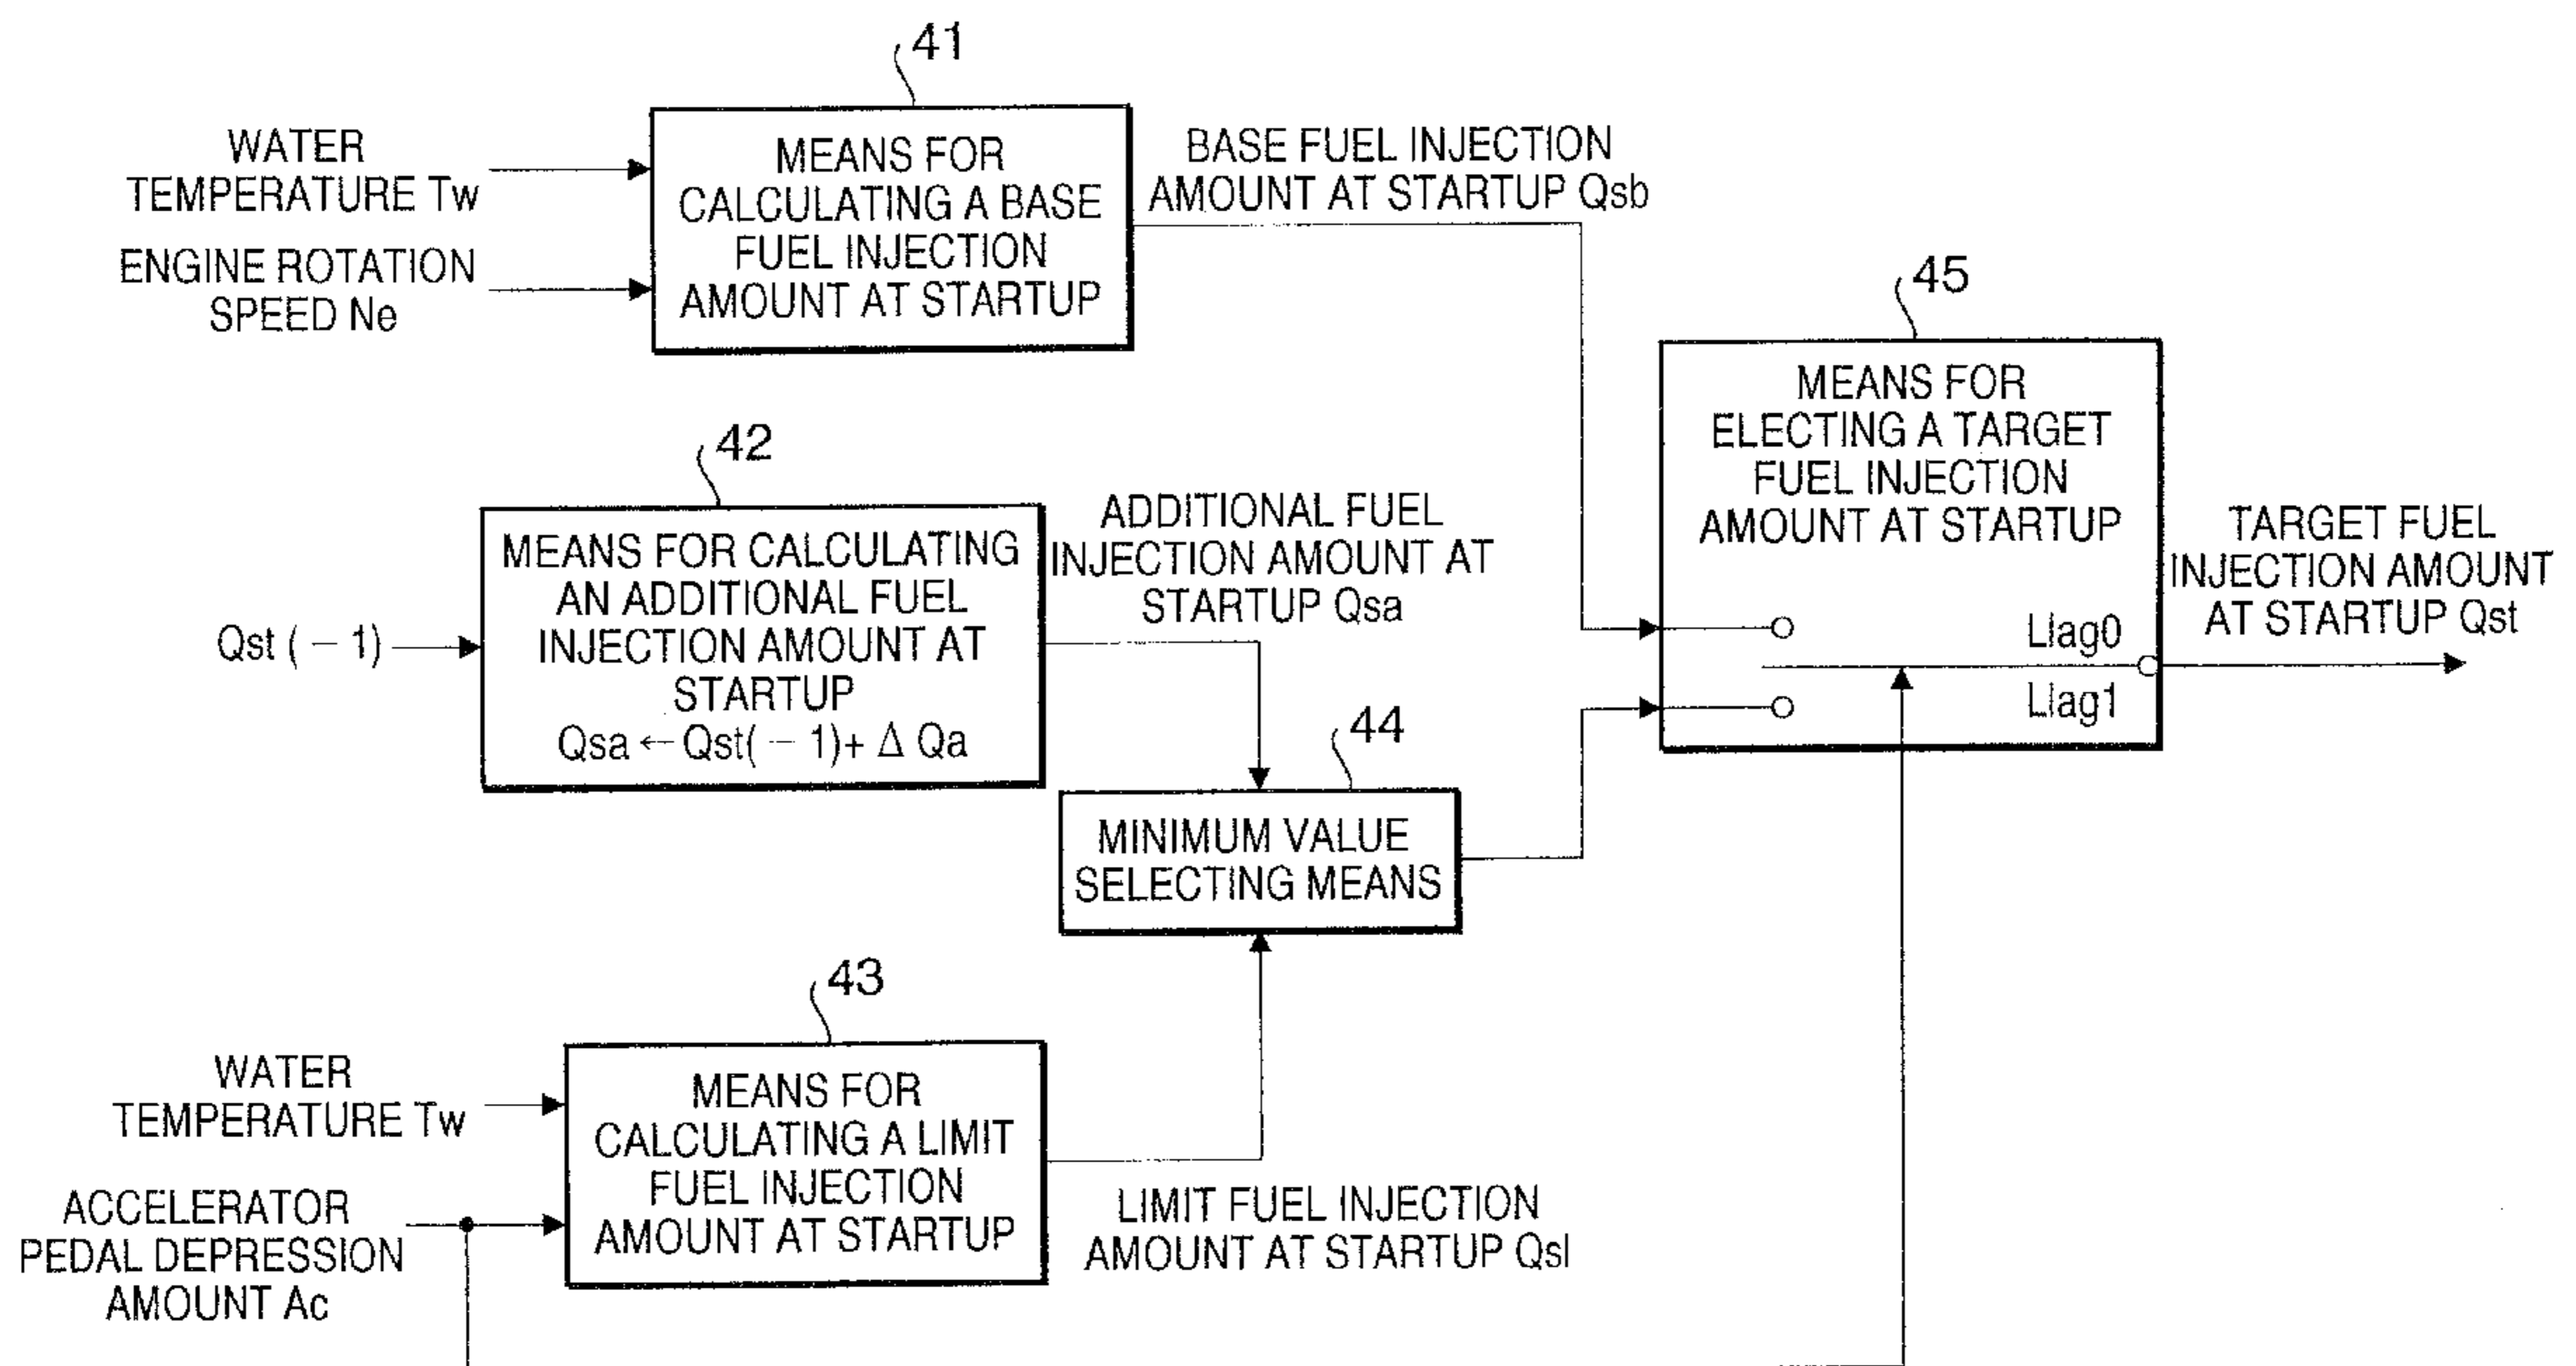 41
WATER
TEMPERATURE Tw
ENGINE ROTATION
SPEED Ne
MEANS FOR
CALCULATING A BASE
FUEL INJECTION
AMOUNT AT STARTUP
BASE FUEL INJECTION
AMOUNT AT STARTUP Qsb
42
Qst (－1)
MEANS FOR CALCULATING
AN ADDITIONAL FUEL
INJECTION AMOUNT AT
STARTUP
Qsa ← Qst(－1)+ Δ Qa
ADDITIONAL FUEL
INJECTION AMOUNT AT
STARTUP Qsa
44
MINIMUM VALUE
SELECTING MEANS
43
WATER
TEMPERATURE Tw
ACCELERATOR
PEDAL DEPRESSION
AMOUNT Ac
MEANS FOR
CALCULATING A LIMIT
FUEL INJECTION
AMOUNT AT STARTUP
LIMIT FUEL INJECTION
AMOUNT AT STARTUP Qsl
45
MEANS FOR
ELECTING A TARGET
FUEL INJECTION
AMOUNT AT STARTUP
Llag0
Llag1
TARGET FUEL
INJECTION AMOUNT
AT STARTUP Qst